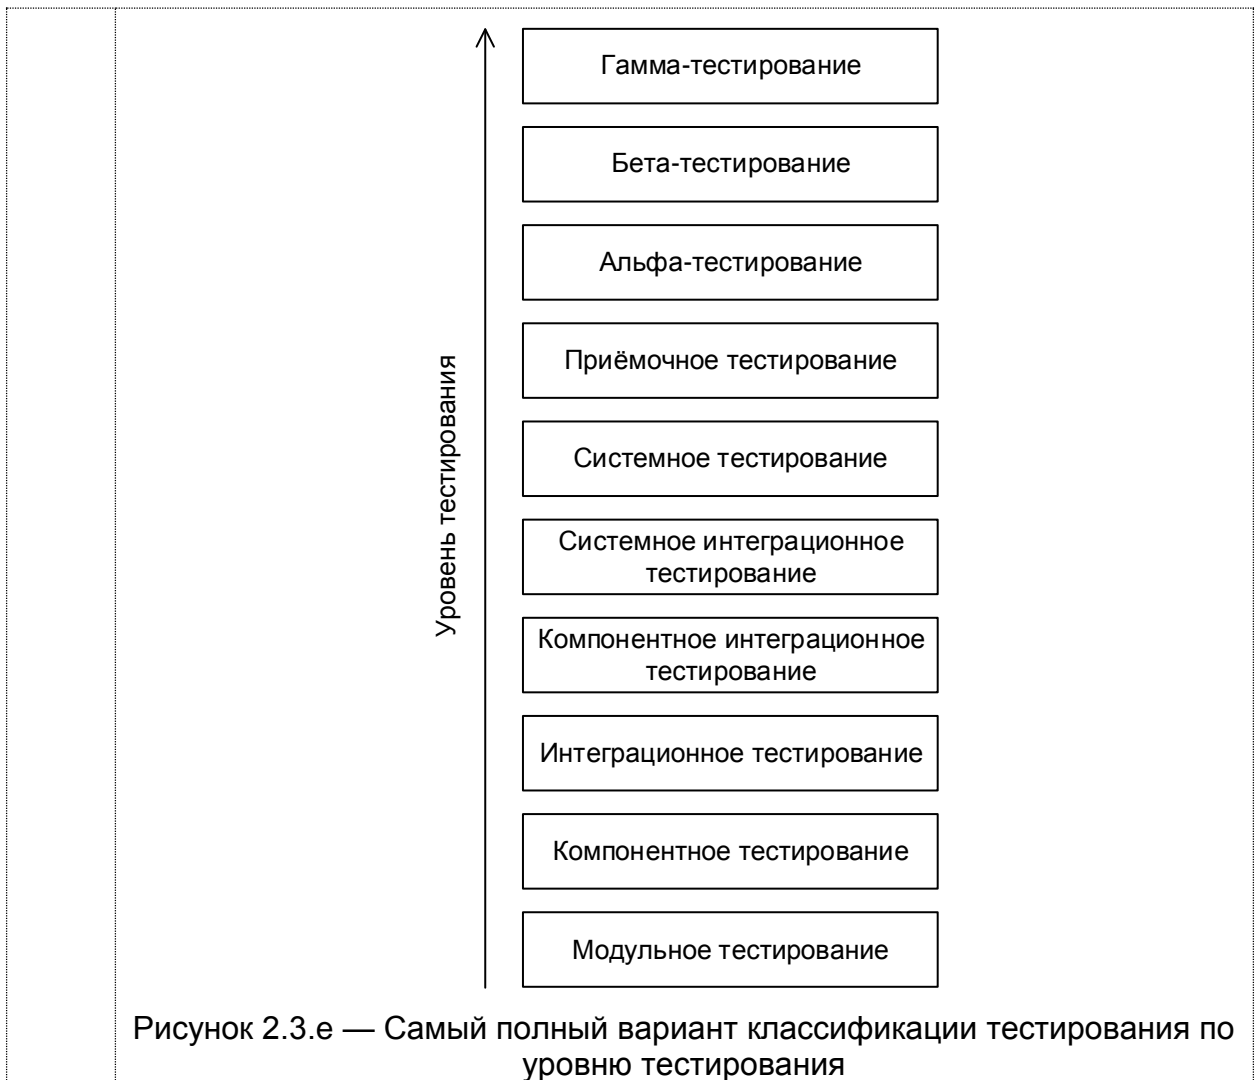 Гамма-тестирование
Бета-тестирование
Альфа-тестирование
Приёмочное тестирование
Системное тестирование
Системное интеграционное
тестирование
Компонентное интеграционное
тестирование
Интеграционное тестирование
Компонентное тестирование
Модульное тестирование
Уровень тестирования
Рисунок 2.3.e — Самый полный вариант классификации тестирования по
уровню тестирования